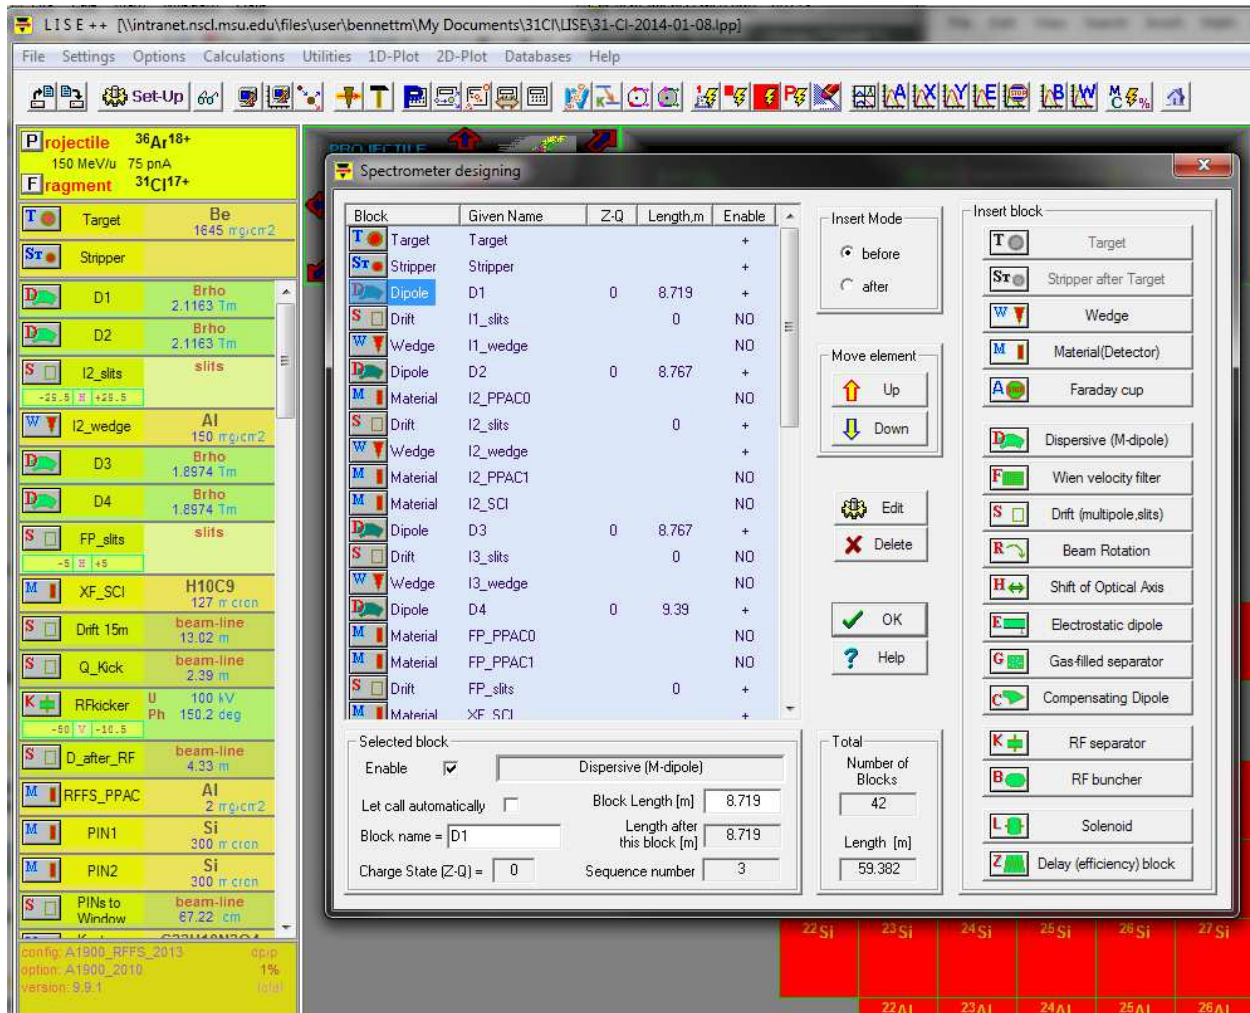 L I S E ++ [\\intranet.nscl.msu.edu\files\user\bennettm\My Documents\31Cl\LISE\31-Cl-2014-01-08.lpp]
File Settings Options Calculations Utilities 1D-Plot 2D-Plot Databases Help
Set-Up
Projectile 36Ar18+
150 MeV/u 75 pnA
Fragment 31Cl17+
T Target Be
1645 mg/cm2
ST Stripper
D D1 Brho
2.1163 Tm
D D2 Brho
2.1163 Tm
S I2_slits slits
-29.5 H +29.5
W I2_wedge Al
150 mg/cm2
D D3 Brho
1.8974 Tm
D D4 Brho
1.8974 Tm
S FP_slits slits
-5 H +5
M XF_SCI H10C9
127 micron
S Drift 15m beam-line
13.02 m
S Q_Kick beam-line
2.39 m
K RFkicker U 100 kV
Ph 150.2 deg
-50 V -10.5
S D_after_RF beam-line
4.33 m
M RFFS_PPAC Al
2 mg/cm2
M PIN1 Si
300 micron
M PIN2 Si
300 micron
S PINs to Window beam-line
67.22 cm
config: A1900_RFFS_2013
option: A1900_2010 1%
version: 9.9.1
PROJECTILE
Spectrometer designing
Block Given Name Z-Q Length,m Enable
T Target Target +
ST Stripper Stripper +
D Dipole D1 0 8.719 +
S Drift I1_slits 0 NO
W Wedge I1_wedge NO
D Dipole D2 0 8.767 +
M Material I2_PPAC0 NO
S Drift I2_slits 0 +
W Wedge I2_wedge +
M Material I2_PPAC1 NO
M Material I2_SCI NO
D Dipole D3 0 8.767 +
S Drift I3_slits 0 NO
W Wedge I3_wedge NO
D Dipole D4 0 9.39 +
M Material FP_PPAC0 NO
M Material FP_PPAC1 NO
S Drift FP_slits 0 +
M Material XF_SCI +
Selected block
Enable Dispersive (M-dipole)
Let call automatically Block Length [m] 8.719
Block name = D1 Length after this block [m] 8.719
Charge State (Z-Q) = 0 Sequence number 3
Insert Mode
before
after
Move element
Up
Down
Edit
Delete
OK
Help
Total
Number of
Blocks
42
Length [m]
59.382
Insert block
T Target
ST Stripper after Target
W Wedge
M Material(Detector)
A Faraday cup
D Dispersive (M-dipole)
F Wien velocity filter
S Drift (multipole,slits)
R Beam Rotation
H Shift of Optical Axis
E Electrostatic dipole
G Gas-filled separator
C Compensating Dipole
K RF separator
B RF buncher
L Solenoid
Z Delay (efficiency) block
22Si 23Si 24Si 25Si 26Si 27Si
22Al 23Al 24Al 25Al 26Al